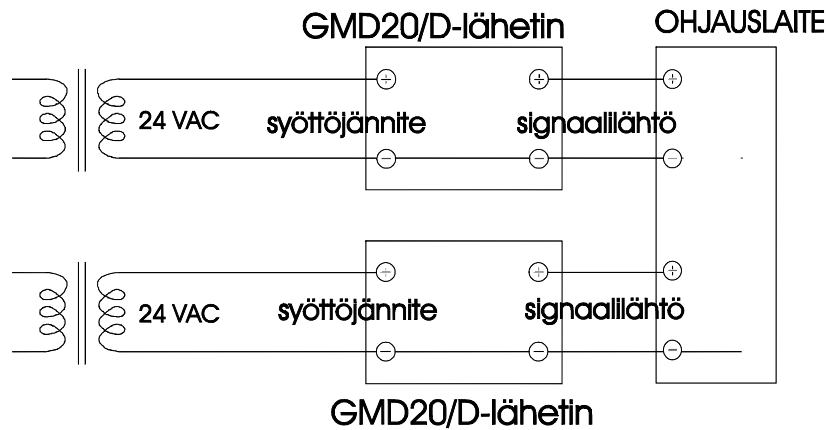 GMD20/D-lähetin
OHJAUSLAITE
+ + +
24 VAC
syöttöjännite
signaalilähtö
- - -
+ + +
24 VAC
syöttöjännite
signaalilähtö
- - -
GMD20/D-lähetin